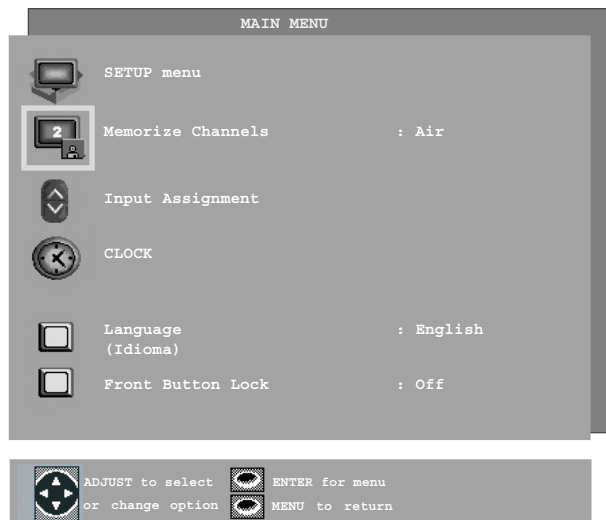 MAIN MENU
SETUP menu
2
Memorize Channels : Air
Input Assignment
CLOCK
Language : English
(Idioma)
Front Button Lock : Off
ADJUST to select ENTER for menu
or change option MENU to return